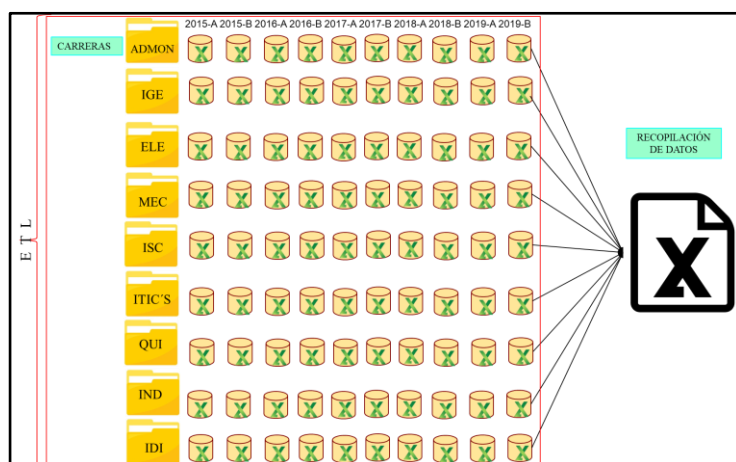 2015-A 2015-B 2016-A 2016-B 2017-A 2017-B 2018-A 2018-B 2019-A 2019-B
CARRERAS
ADMON
IGE
ELE
MEC
ISC
ITIC´S
QUI
IND
IDI
E T L
RECOPILACIÓN
DE DATOS
X